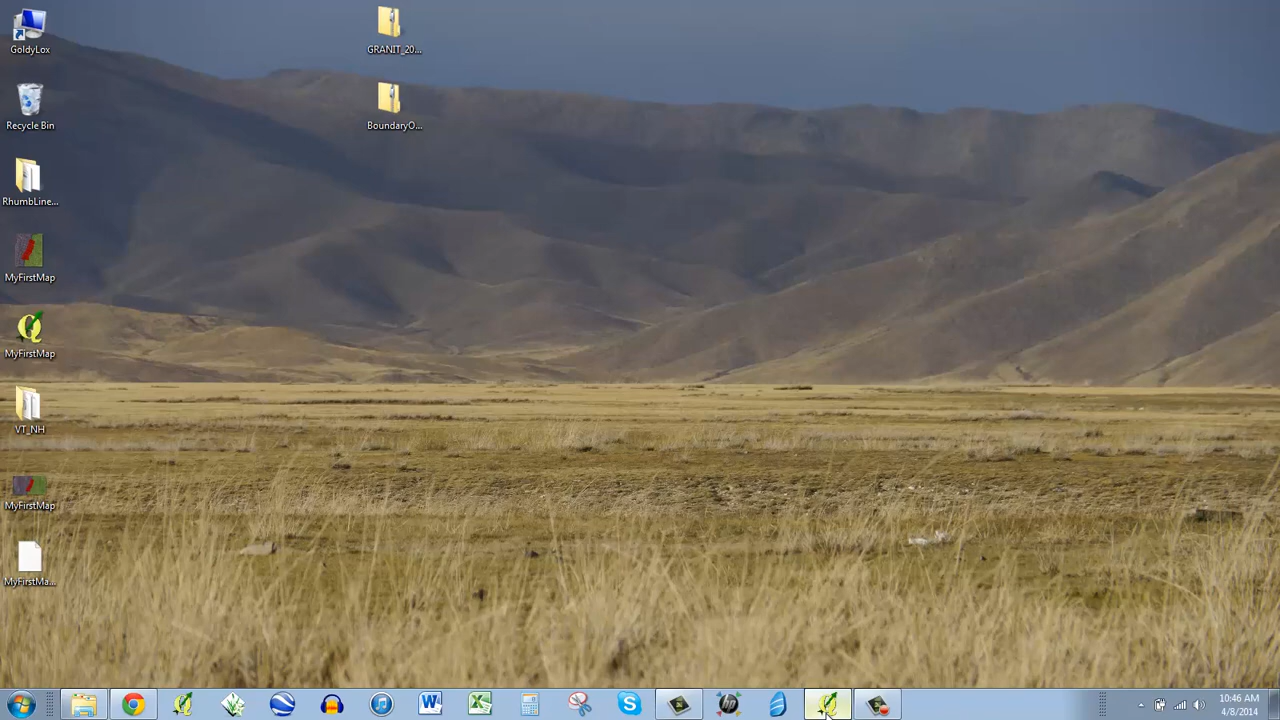 GoldyLox
GRANIT_20...
Recycle Bin
BoundaryO...
RhumbLine...
MyFirstMap
MyFirstMap
VT_NH
MyFirstMap
MyFirstMa...
10:46 AM
4/8/2014